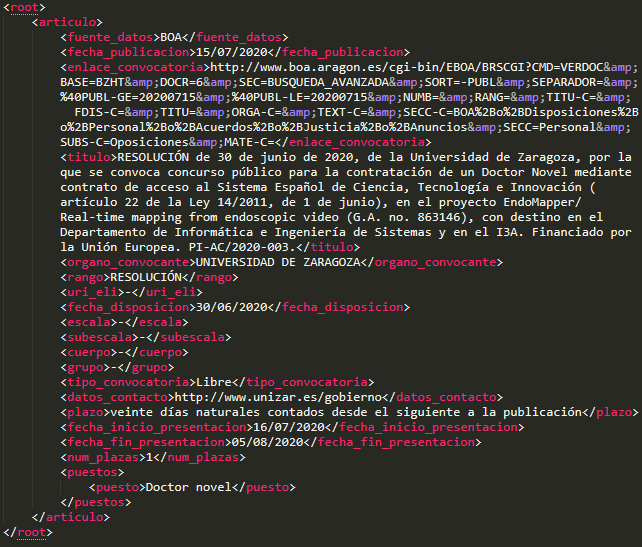 <root>
<articulo>
<fuente_datos>BOA</fuente_datos>
<fecha_publicacion>15/07/2020</fecha_publicacion>
<enlace_convocatoria>http://www.boa.aragon.es/cgi-bin/EBOA/BRSCGI?CMD=VERDOC&amp;
BASE=BZHT&amp;DOCR=6&amp;SEC=BUSQUEDA_AVANZADA&amp;SORT=-PUBL&amp;SEPARADOR=&amp;
%40PUBL-GE=20200715&amp;%40PUBL-LE=20200715&amp;NUMB=&amp;RANG=&amp;TITU-C=&amp;
FDIS-C=&amp;TITU=&amp;ORGA-C=&amp;TEXT-C=&amp;SECC-C=BOA%2Bo%2BDisposiciones%2B
o%2BPersonal%2Bo%2BAcuerdos%2Bo%2BJusticia%2Bo%2BAnuncios&amp;SECC=Personal&amp;
SUBS-C=Oposiciones&amp;MATE-C=</enlace_convocatoria>
<titulo>RESOLUCIÓN de 30 de junio de 2020, de la Universidad de Zaragoza, por la
que se convoca concurso público para la contratación de un Doctor Novel mediante
contrato de acceso al Sistema Español de Ciencia, Tecnología e Innovación (
artículo 22 de la Ley 14/2011, de 1 de junio), en el proyecto EndoMapper/
Real-time mapping from endoscopic video (G.A. no. 863146), con destino en el
Departamento de Informática e Ingeniería de Sistemas y en el I3A. Financiado por
la Unión Europea. PI-AC/2020-003.</titulo>
<organo_convocante>UNIVERSIDAD DE ZARAGOZA</organo_convocante>
<rango>RESOLUCIÓN</rango>
<uri_eli>-</uri_eli>
<fecha_disposicion>30/06/2020</fecha_disposicion>
<escala>-</escala>
<subescala>-</subescala>
<cuerpo>-</cuerpo>
<grupo>-</grupo>
<tipo_convocatoria>Libre</tipo_convocatoria>
<datos_contacto>http://www.unizar.es/gobierno</datos_contacto>
<plazo>veinte días naturales contados desde el siguiente a la publicación</plazo>
<fecha_inicio_presentacion>16/07/2020</fecha_inicio_presentacion>
<fecha_fin_presentacion>05/08/2020</fecha_fin_presentacion>
<num_plazas>1</num_plazas>
<puestos>
<puesto>Doctor novel</puesto>
</puestos>
</articulo>
</root>